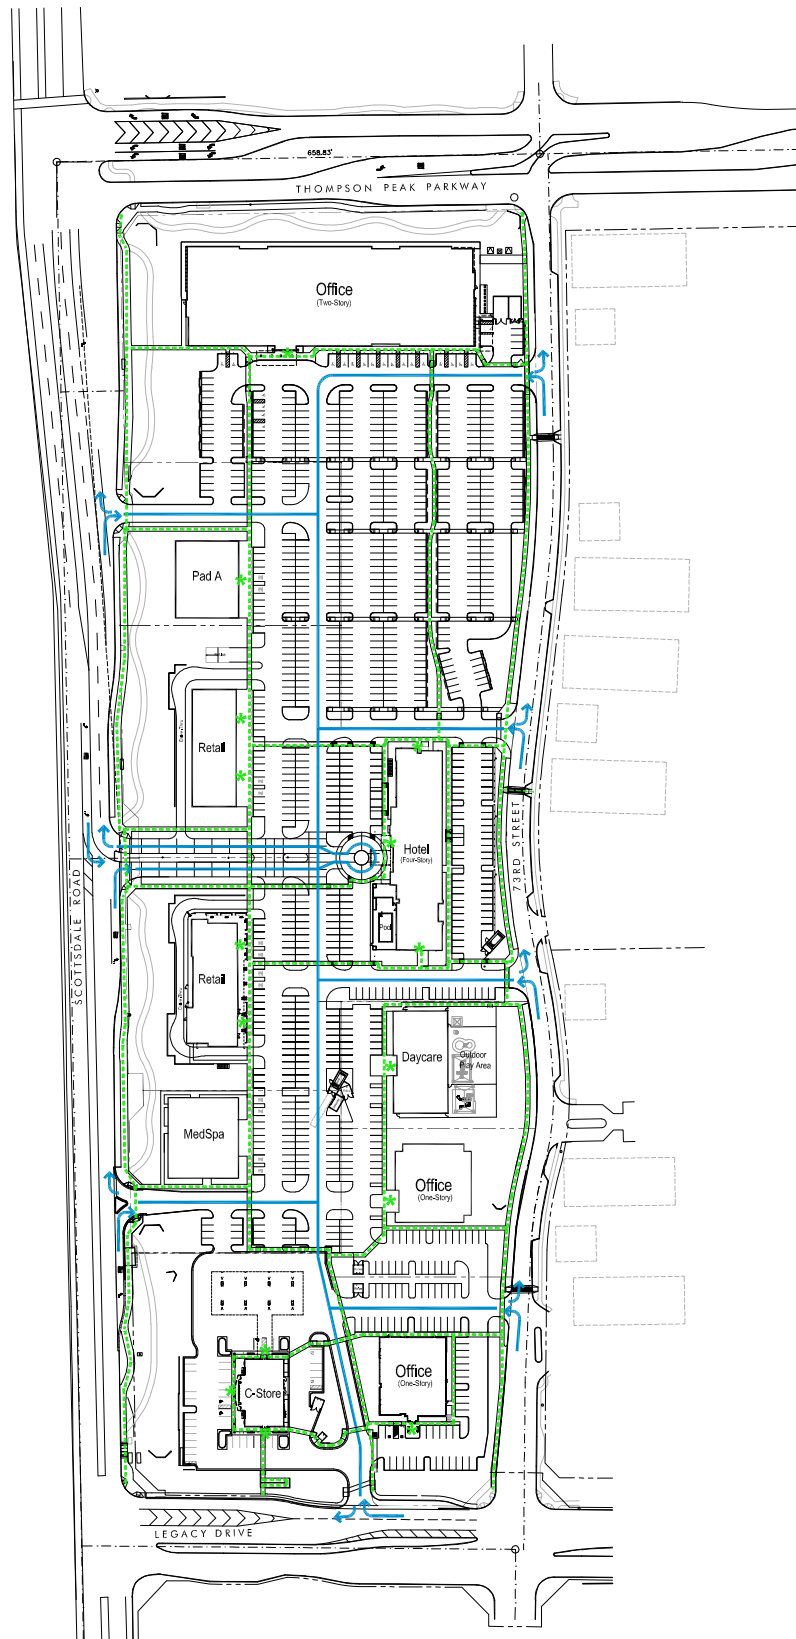 658.83'
THOMPSON PEAK PARKWAY
Office
(Two-Story)
Pad A
Retail
Hotel
(Four-Story)
Pool
73RD STREET
SCOTTSDALE ROAD
Retail
Daycare
Outdoor
Play Area
MedSpa
Office
(One-Story)
Office
(One-Story)
C-Store
LEGACY DRIVE